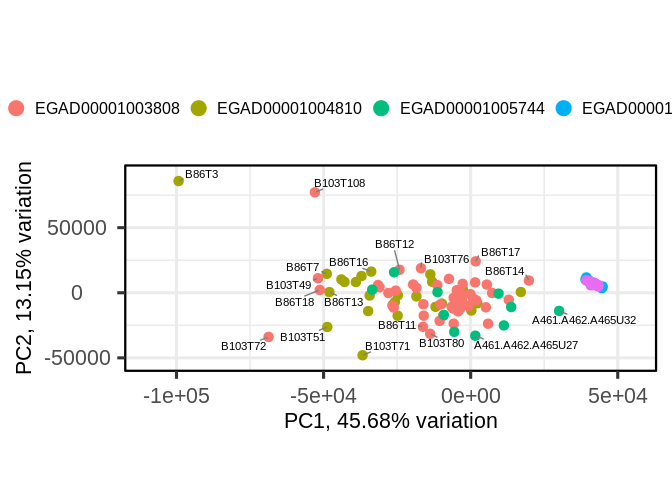 EGAD00001003808 EGAD00001004810 EGAD00001005744 EGAD00001
B86T3
B103T108
B86T12
B86T17
B86T7
B86T16
B103T76
B86T14
B103T49
B86T18
B86T13
A461.A462.A465U32
B86T11
B103T72
B103T51
B103T71
B103T80
A461.A462.A465U27
50000
0
-50000
-1e+05 -5e+04 0e+00 5e+04
PC1, 45.68% variation
PC2, 13.15% variation